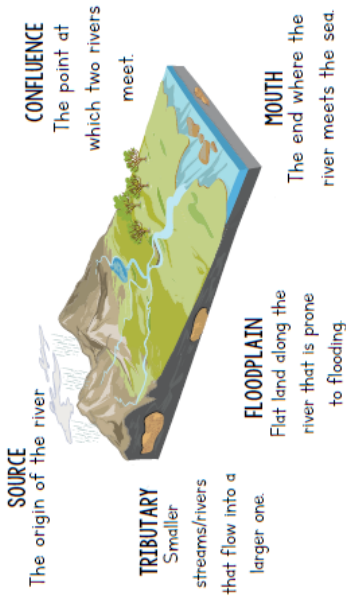 SOURCE
The origin of the river
CONFLUENCE
The point at
which two rivers
meet.
TRIBUTARY
Smaller
streams/rivers
that flow into a
larger one.
FLOODPLAIN
Flat land along the
river that is prone
to flooding.
MOUTH
The end where the
river meets the sea.